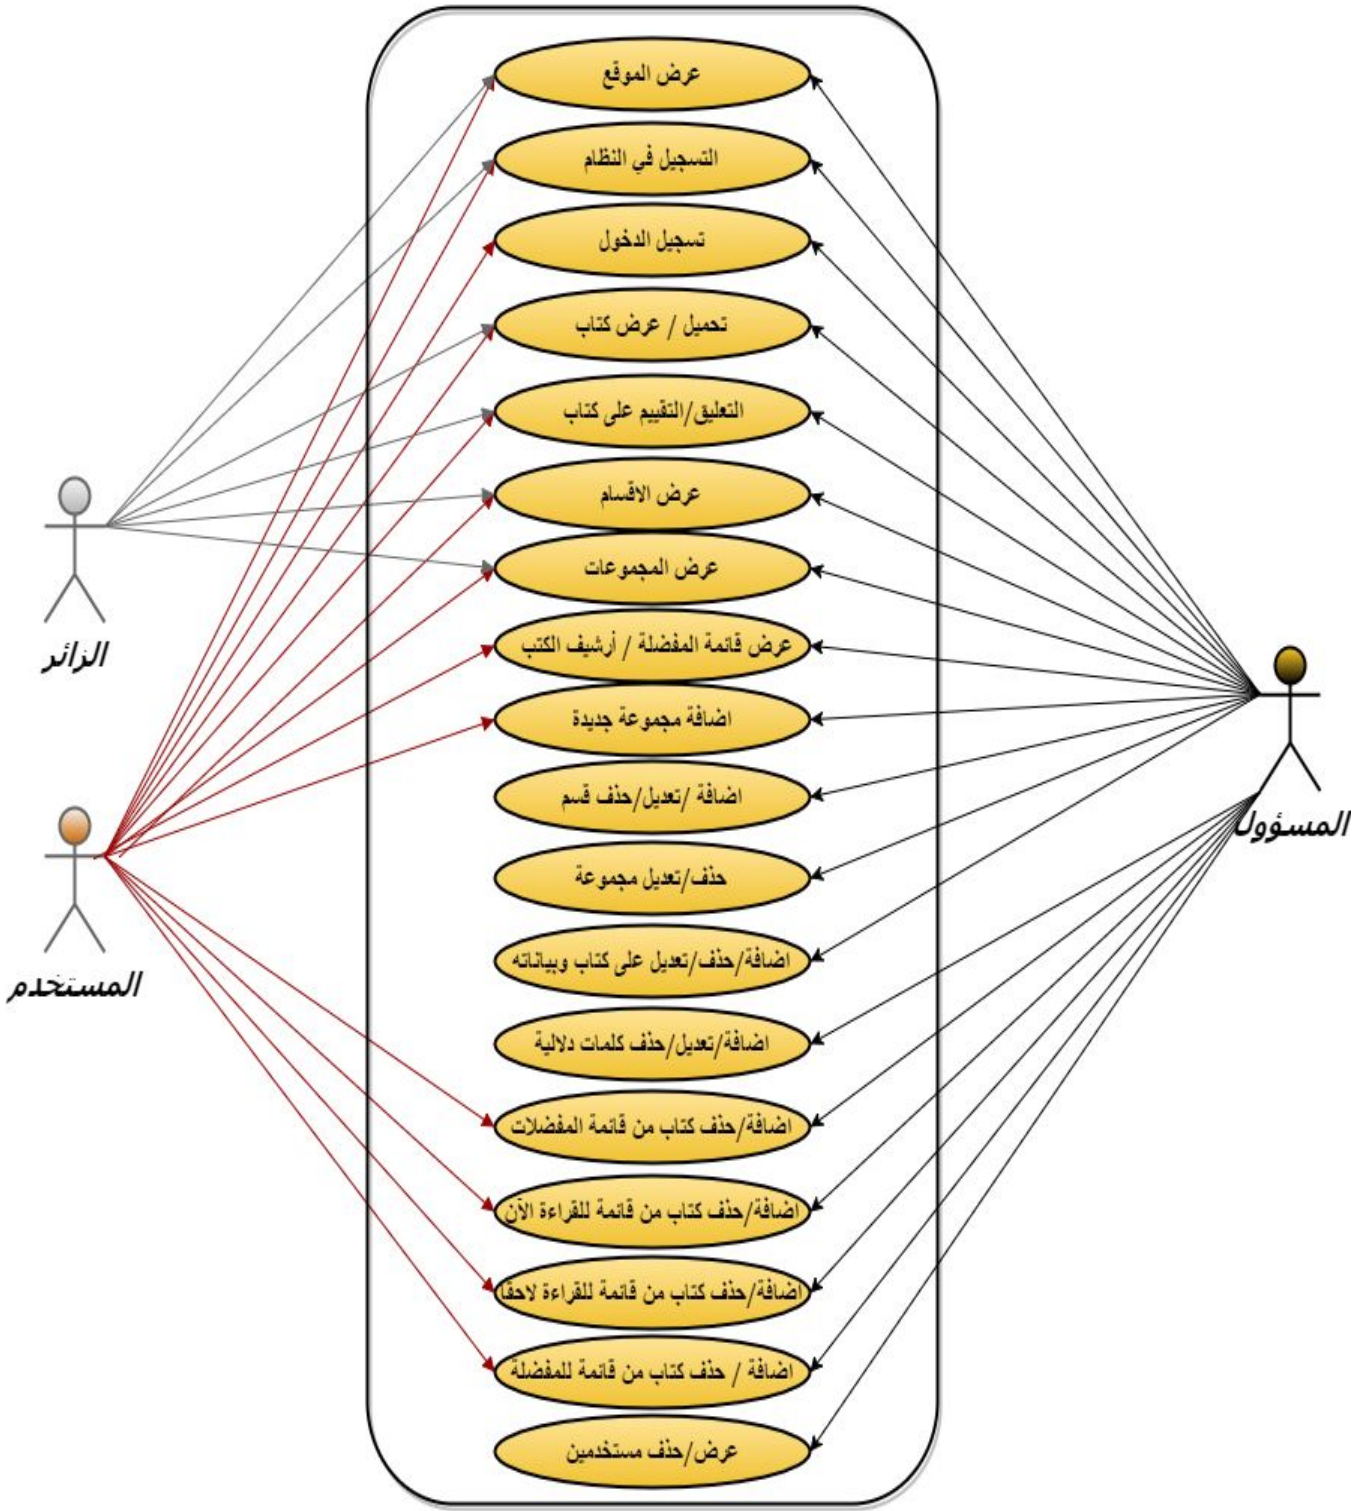 عرض الموقع
التسجيل في النظام
تسجيل الدخول
تحميل / عرض كتاب
التعليق/التقييم على كتاب
عرض الاقسام
عرض المجموعات
عرض قائمة المفضلة / أرشيف الكتب
اضافة مجموعة جديدة
اضافة /تعديل/حذف قسم
حذف/تعديل مجموعة
اضافة/حذف/تعديل على كتاب وبياناته
اضافة/تعديل/حذف كلمات دلالية
اضافة/حذف كتاب من قائمة المفضلات
اضافة/حذف كتاب من قائمة للقراءة الآن
اضافة/حذف كتاب من قائمة للقراءة لاحقا
اضافة / حذف كتاب من قائمة للمفضلة
عرض/حذف مستخدمين
المسؤول
الزائر
المستخدم